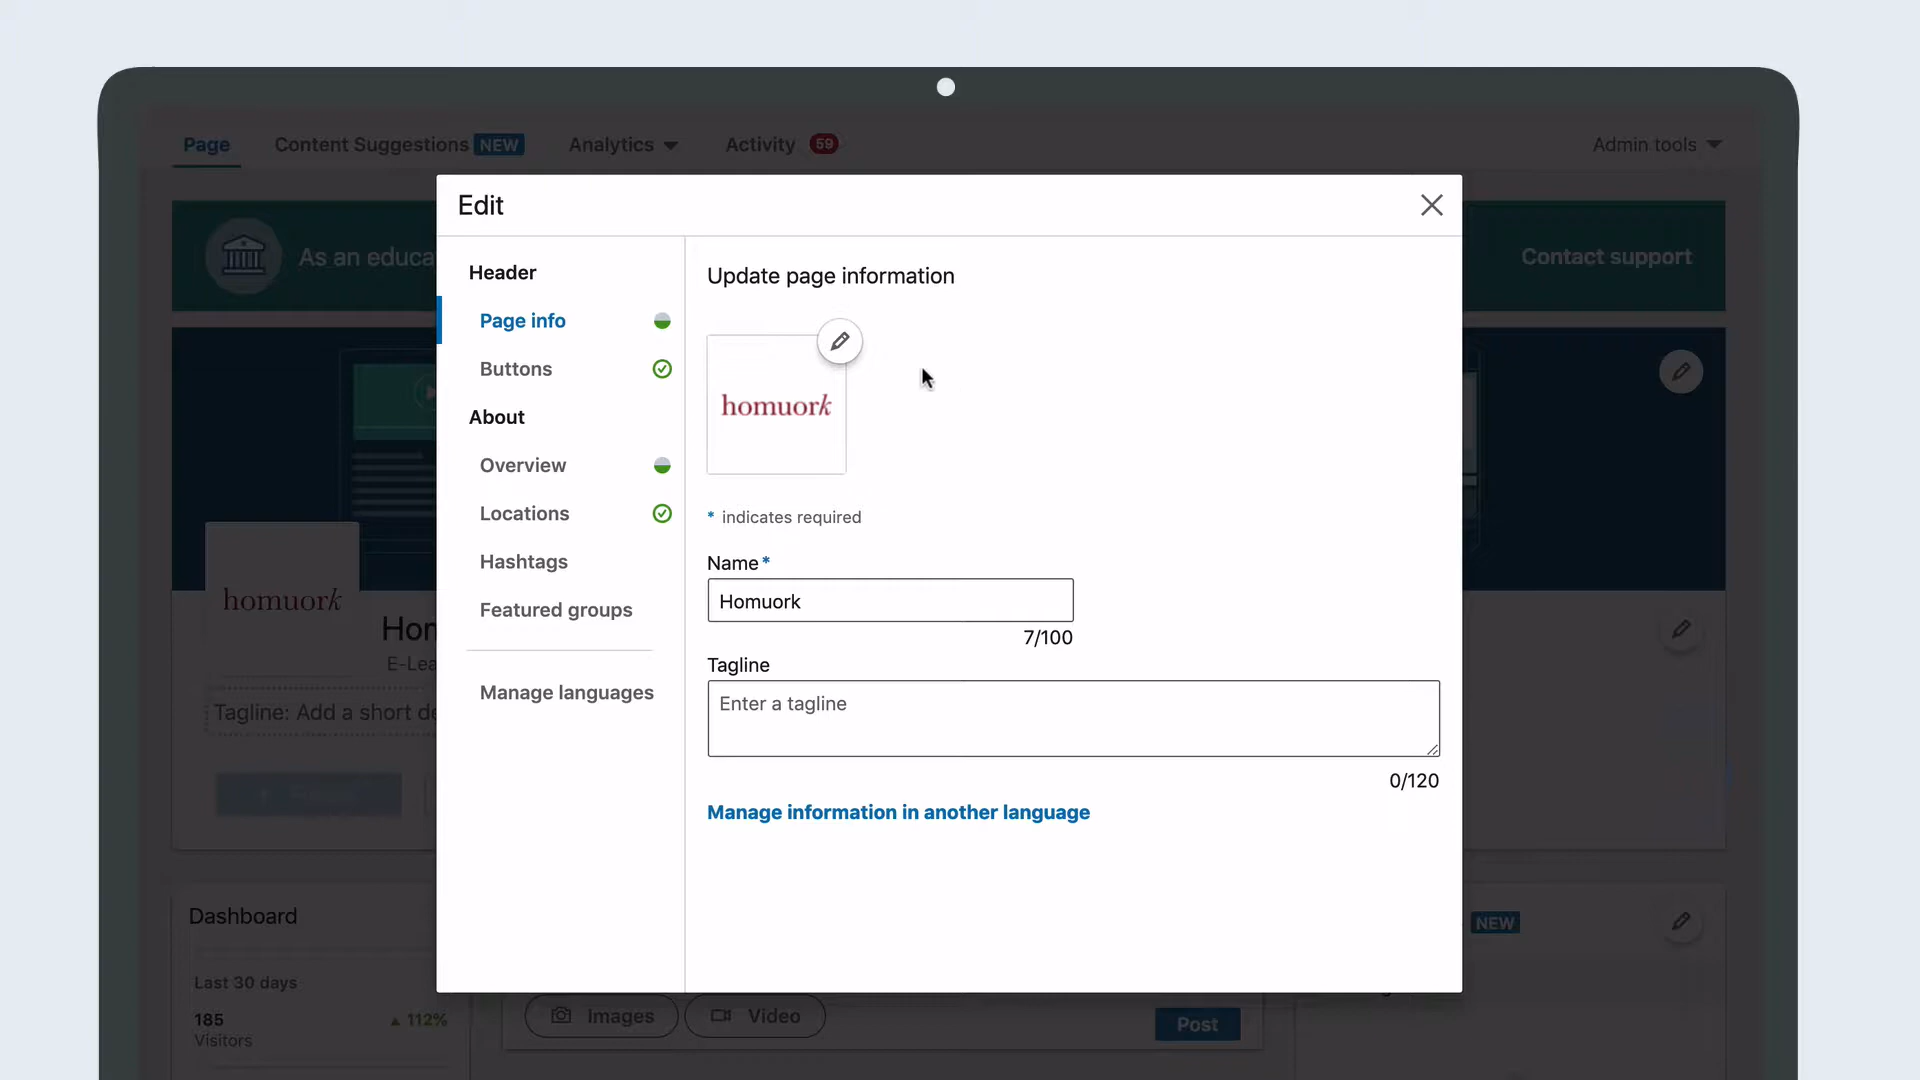 Page
Content Suggestions NEW
Analytics
Activity 59
Admin tools
As an educa
Contact support
Edit
Header
Page info
Buttons
About
Overview
Locations
Hashtags
Featured groups
Manage languages
Update page information
homuork
* indicates required
Name*
Homuork
7/100
Tagline
Enter a tagline
0/120
Manage information in another language
homuork
Hom
E-Lea
Tagline: Add a short de
Dashboard
Last 30 days
185
▲ 112%
Visitors
Images
Video
Post
NEW